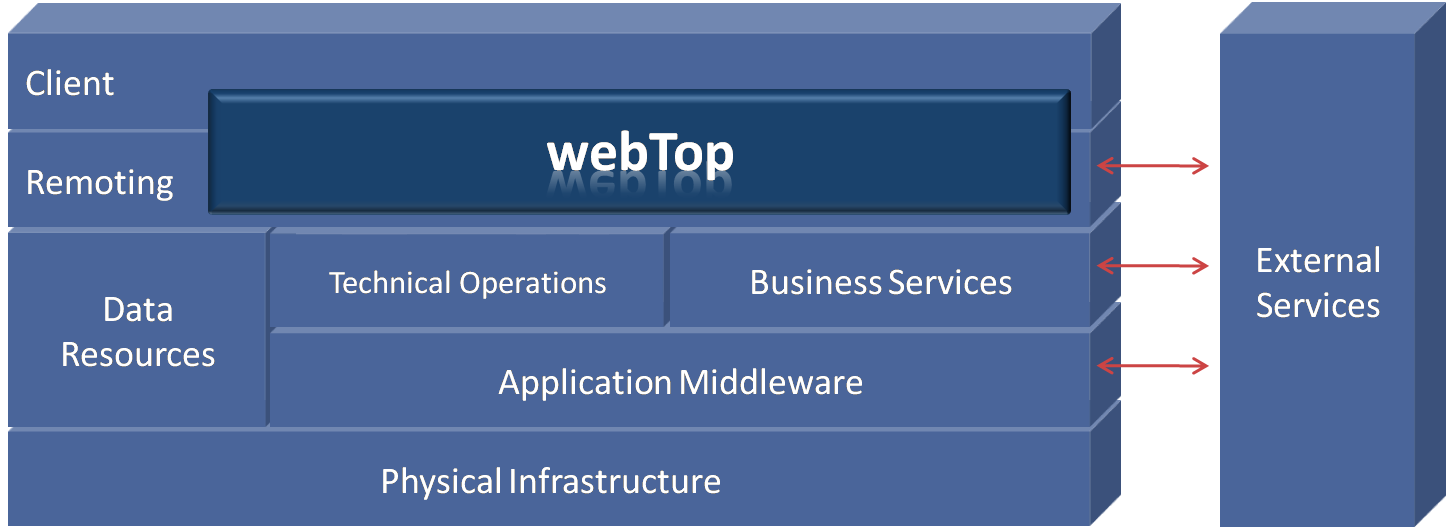 Client
webTop
Remoting
Technical Operations
Business Services
Data
Resources
Application Middleware
Physical Infrastructure
External
Services